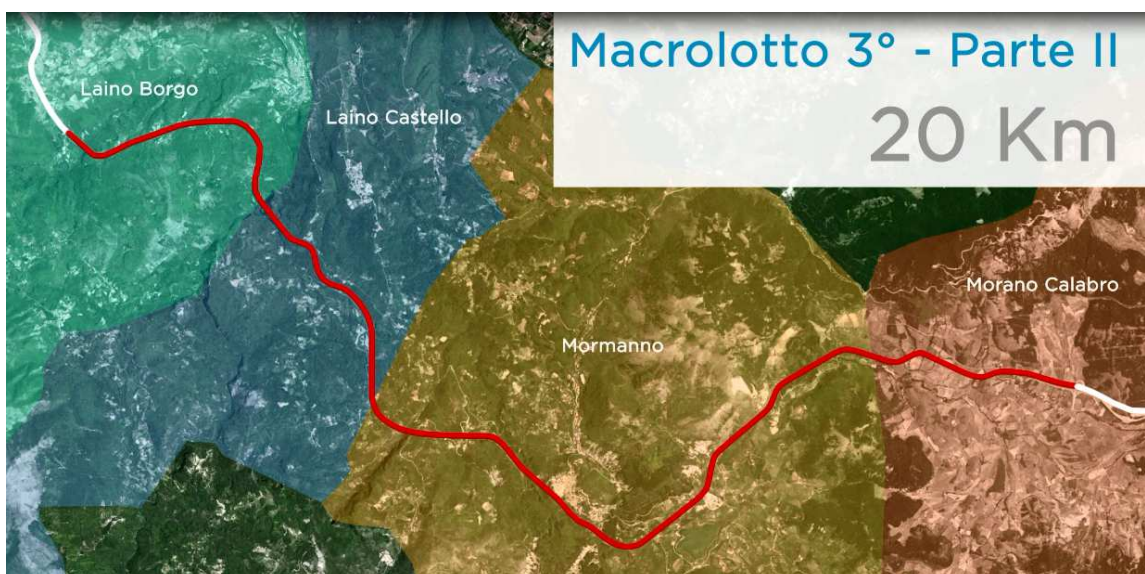 Macrolotto 3° - Parte II
20 Km
Laino Borgo
Laino Castello
Morano Calabro
Mormanno